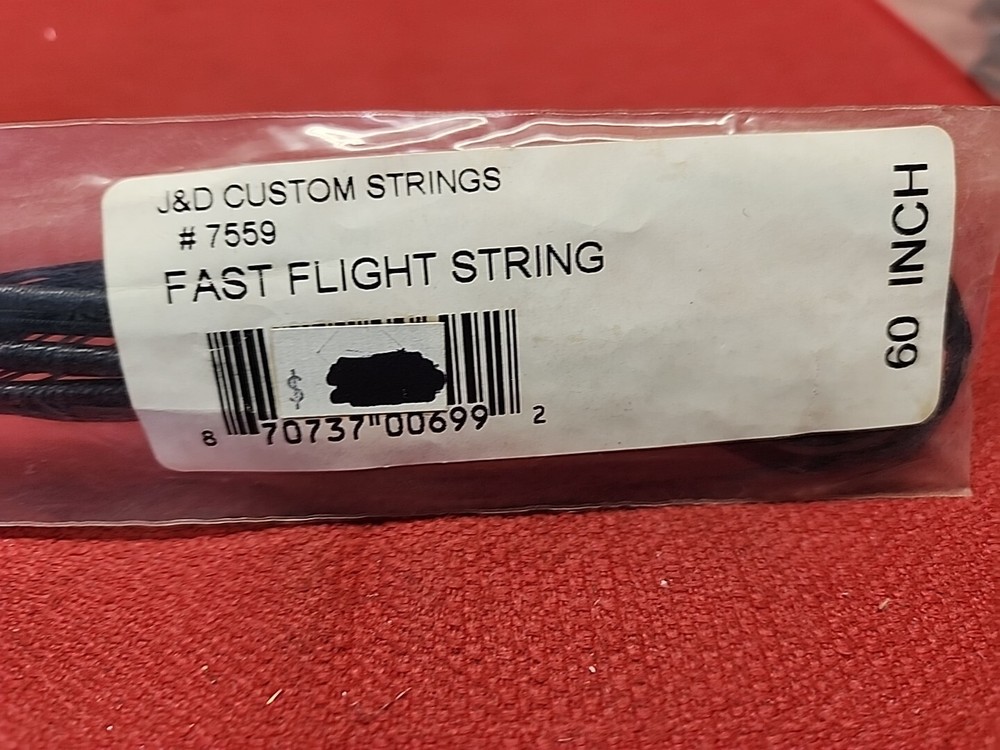 J&D CUSTOM STRINGS
# 7559
FAST FLIGHT STRING
$
8 70737"00699 2
60 INCH